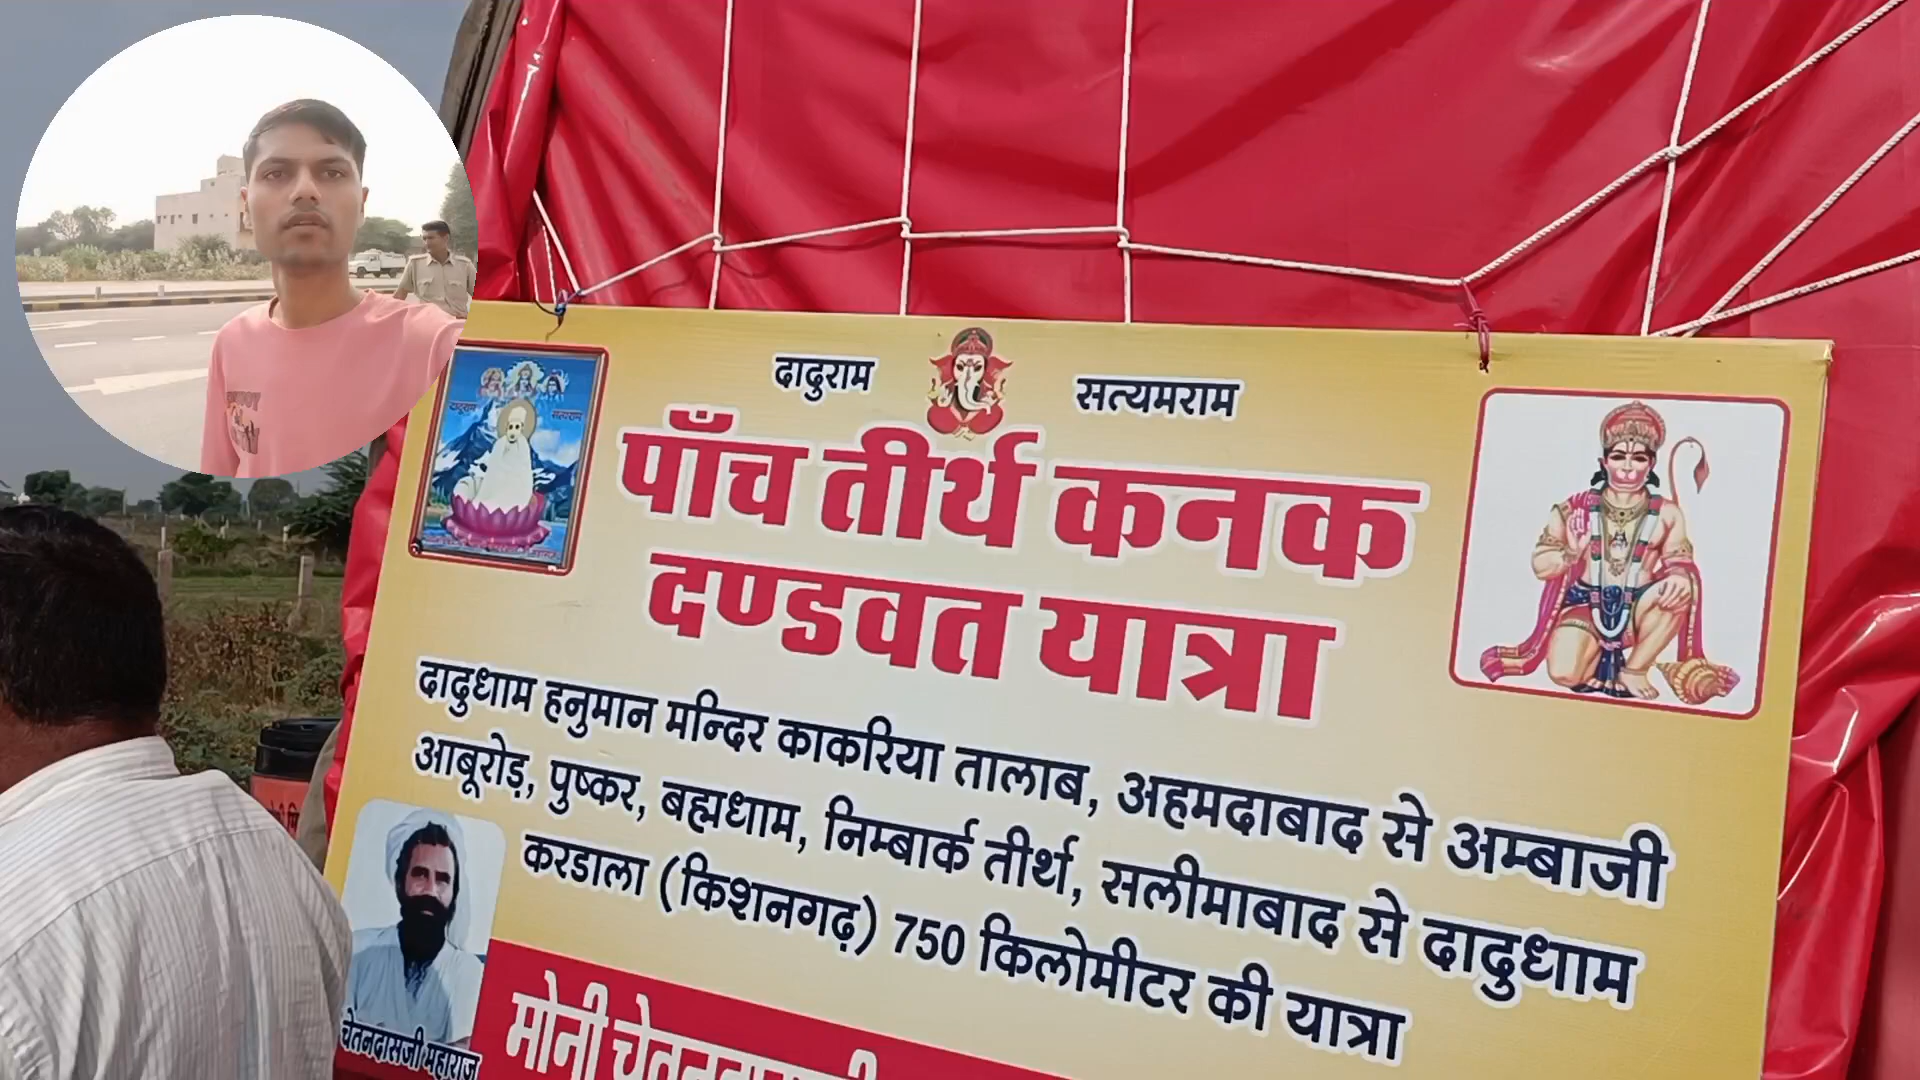 दादुराम
सत्यमराम
पाँच तीर्थ कनक
दण्डवत यात्रा
दादुधाम हनुमान मन्दिर काकरिया तालाब, अहमदाबाद से अम्बाजी
आबूरोड़, पुष्कर, बह्मधाम, निम्बार्क तीर्थ, सलीमाबाद से दादुधाम
करडाला (किशनगढ़) 750 किलोमीटर की यात्रा
चेतनदासजी महाराज
मोनी